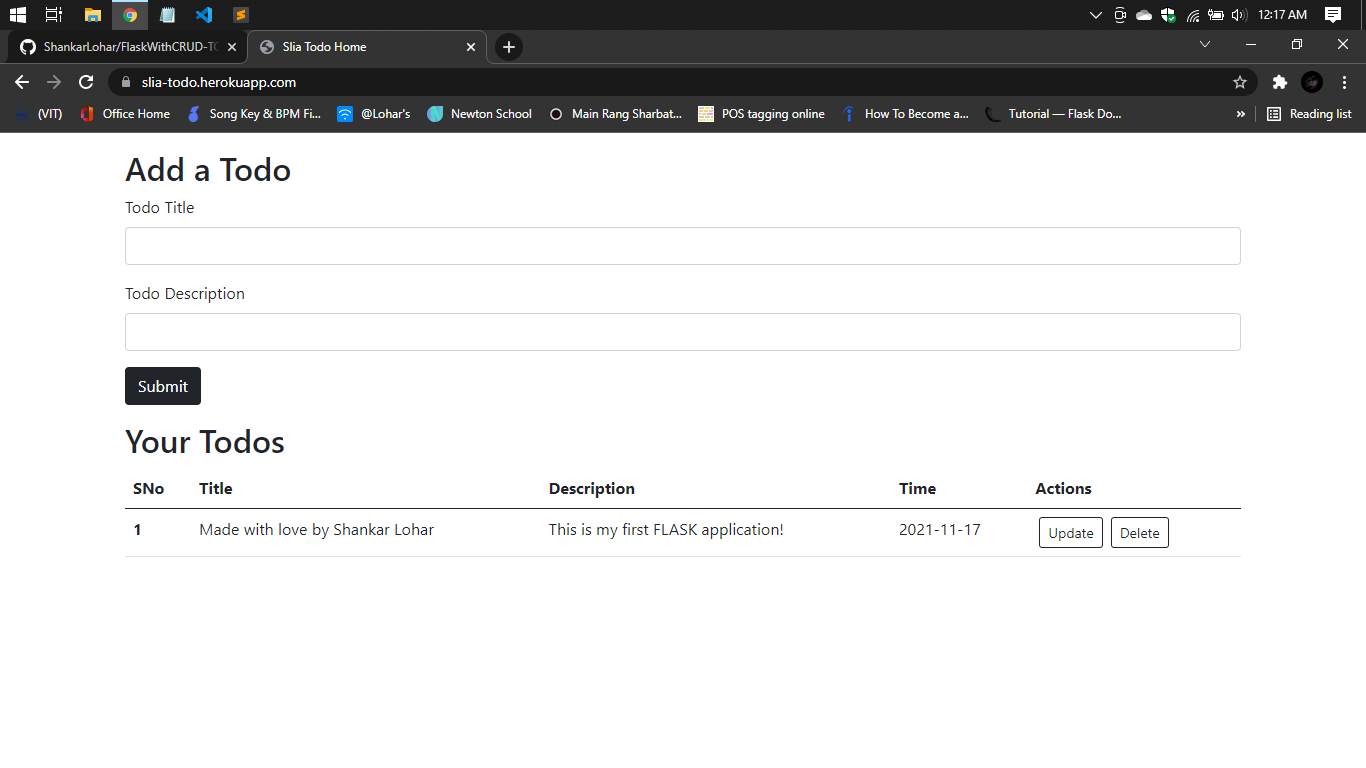 12:17 AM
ShankarLohar/FlaskWithCRUD-TO
Slia Todo Home
slia-todo.herokuapp.com
(VIT) Office Home Song Key & BPM Fi... @Lohar's Newton School Main Rang Sharbat... POS tagging online How To Become a... Tutorial — Flask Do... » Reading list
Add a Todo
Todo Title
Todo Description
Submit
Your Todos
SNo Title Description Time Actions
1 Made with love by Shankar Lohar This is my first FLASK application! 2021-11-17 Update Delete